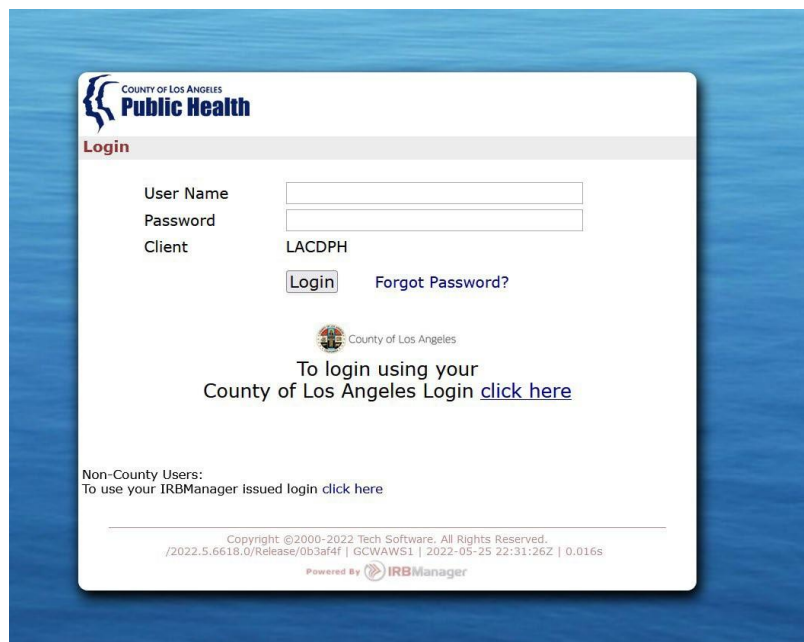 COUNTY OF LOS ANGELES
Public Health
Login
User Name
Password
Client LACDPH
Login Forgot Password?
County of Los Angeles
To login using your
County of Los Angeles Login click here
Non-County Users:
To use your IRBManager issued login click here
Copyright ©2000-2022 Tech Software. All Rights Reserved.
/2022.5.6618.0/Release/0b3af4f | GCWAWS1 | 2022-05-25 22:31:26Z | 0.016s
Powered By IRBManager